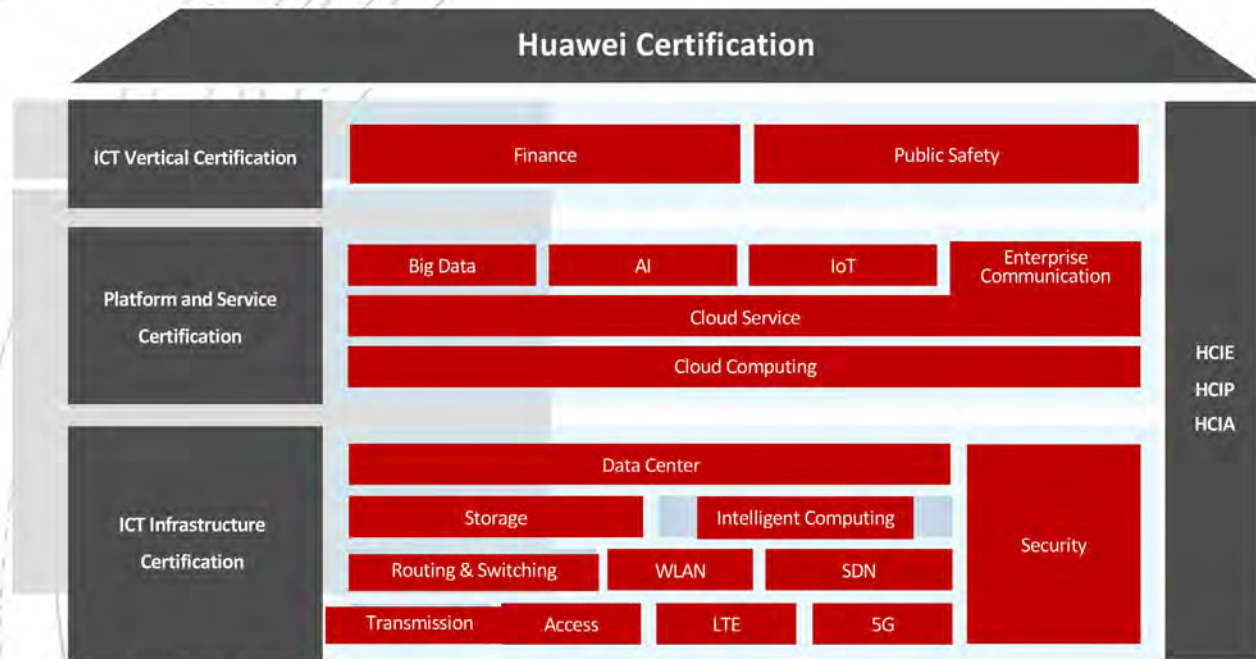 Huawei Certification
ICT Vertical Certification
Finance
Public Safety
Platform and Service
Certification
Big Data
AI
IoT
Enterprise
Communication
Cloud Service
Cloud Computing
ICT Infrastructure
Certification
Data Center
Storage
Intelligent Computing
Routing & Switching
WLAN
SDN
Transmission
Access
LTE
5G
Security
HCIE
HCIP
HCIA